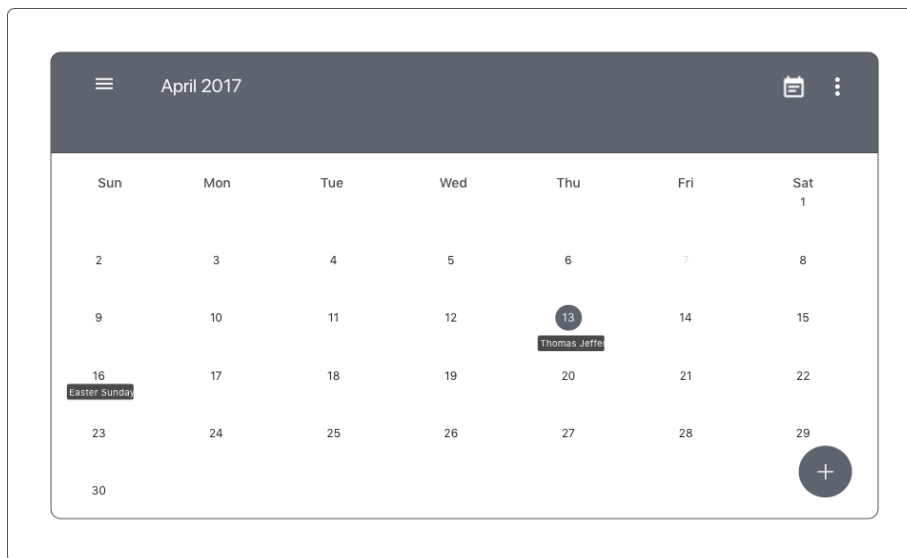 April 2017
Sun Mon Tue Wed Thu Fri Sat
1
2 3 4 5 6 7 8
9 10 11 12 13 14 15
Thomas Jeffer
16 17 18 19 20 21 22
Easter Sunday
23 24 25 26 27 28 29
30